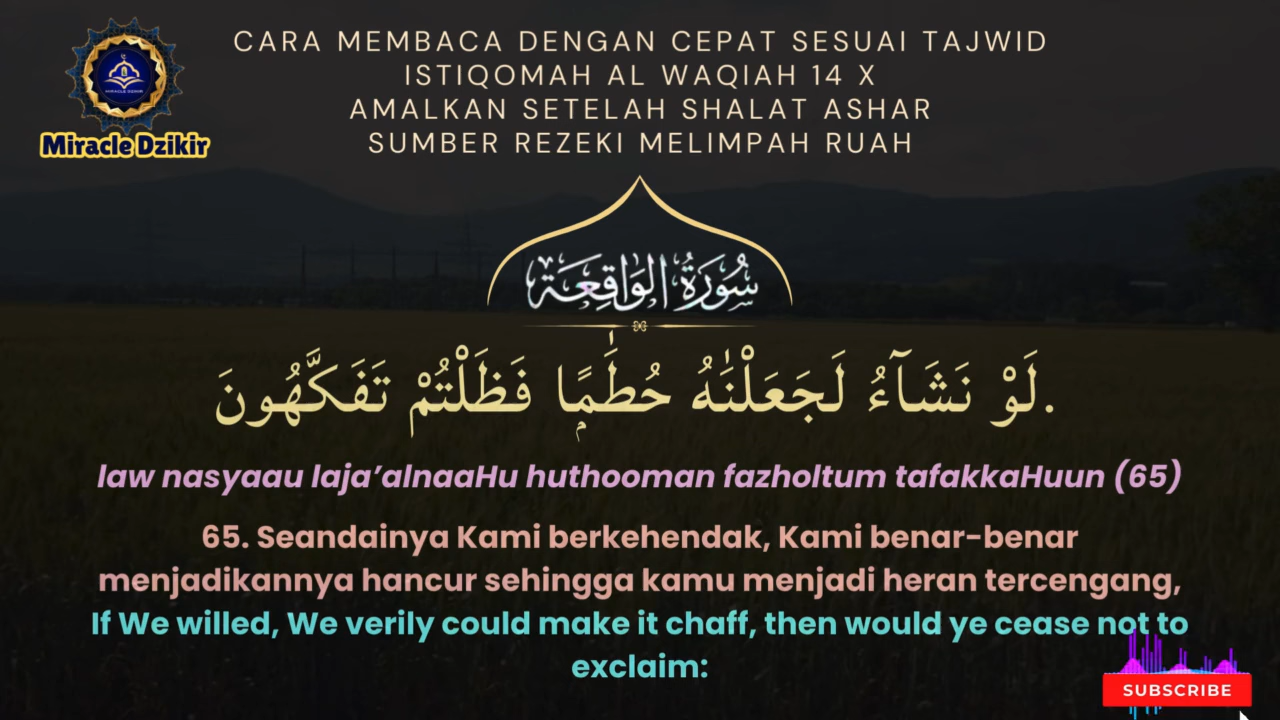 CARA MEMBACA DENGAN CEPAT SESUAI TAJWID
ISTIQOMAH AL WAQIAH 14 X
AMALKAN SETELAH SHALAT ASHAR
SUMBER REZEKI MELIMPAH RUAH
MIRACLE DZIKIR
Miracle Dzikir
سُورَةُ الوَاقِعَة
لَوْ نَشَآءُ لَجَعَلْنَٰهُ حُطَٰمًۭا فَظَلْتُمْ تَفَكَّهُونَ.
law nasyaau laja’alnaaHu huthooman fazholtum tafakkaHuun (65)
65. Seandainya Kami berkehendak, Kami benar-benar
menjadikannya hancur sehingga kamu menjadi heran tercengang,
If We willed, We verily could make it chaff, then would ye cease not to
exclaim:
SUBSCRIBE